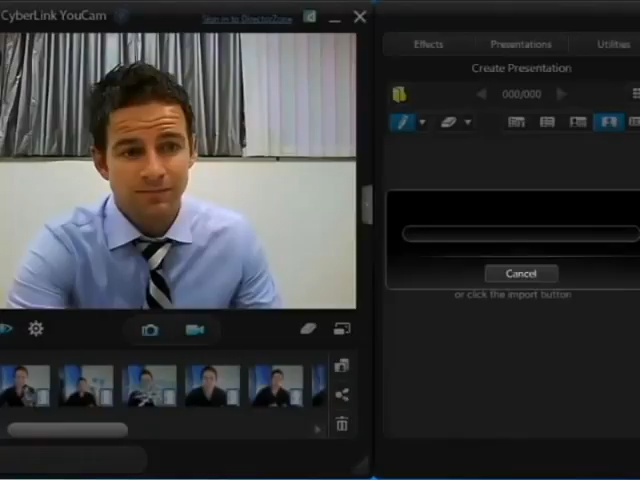 CyberLink YouCam
Sign in to DirectorZone
Effects
Presentations
Utilities
Create Presentation
000/000
Cancel
or click the import button